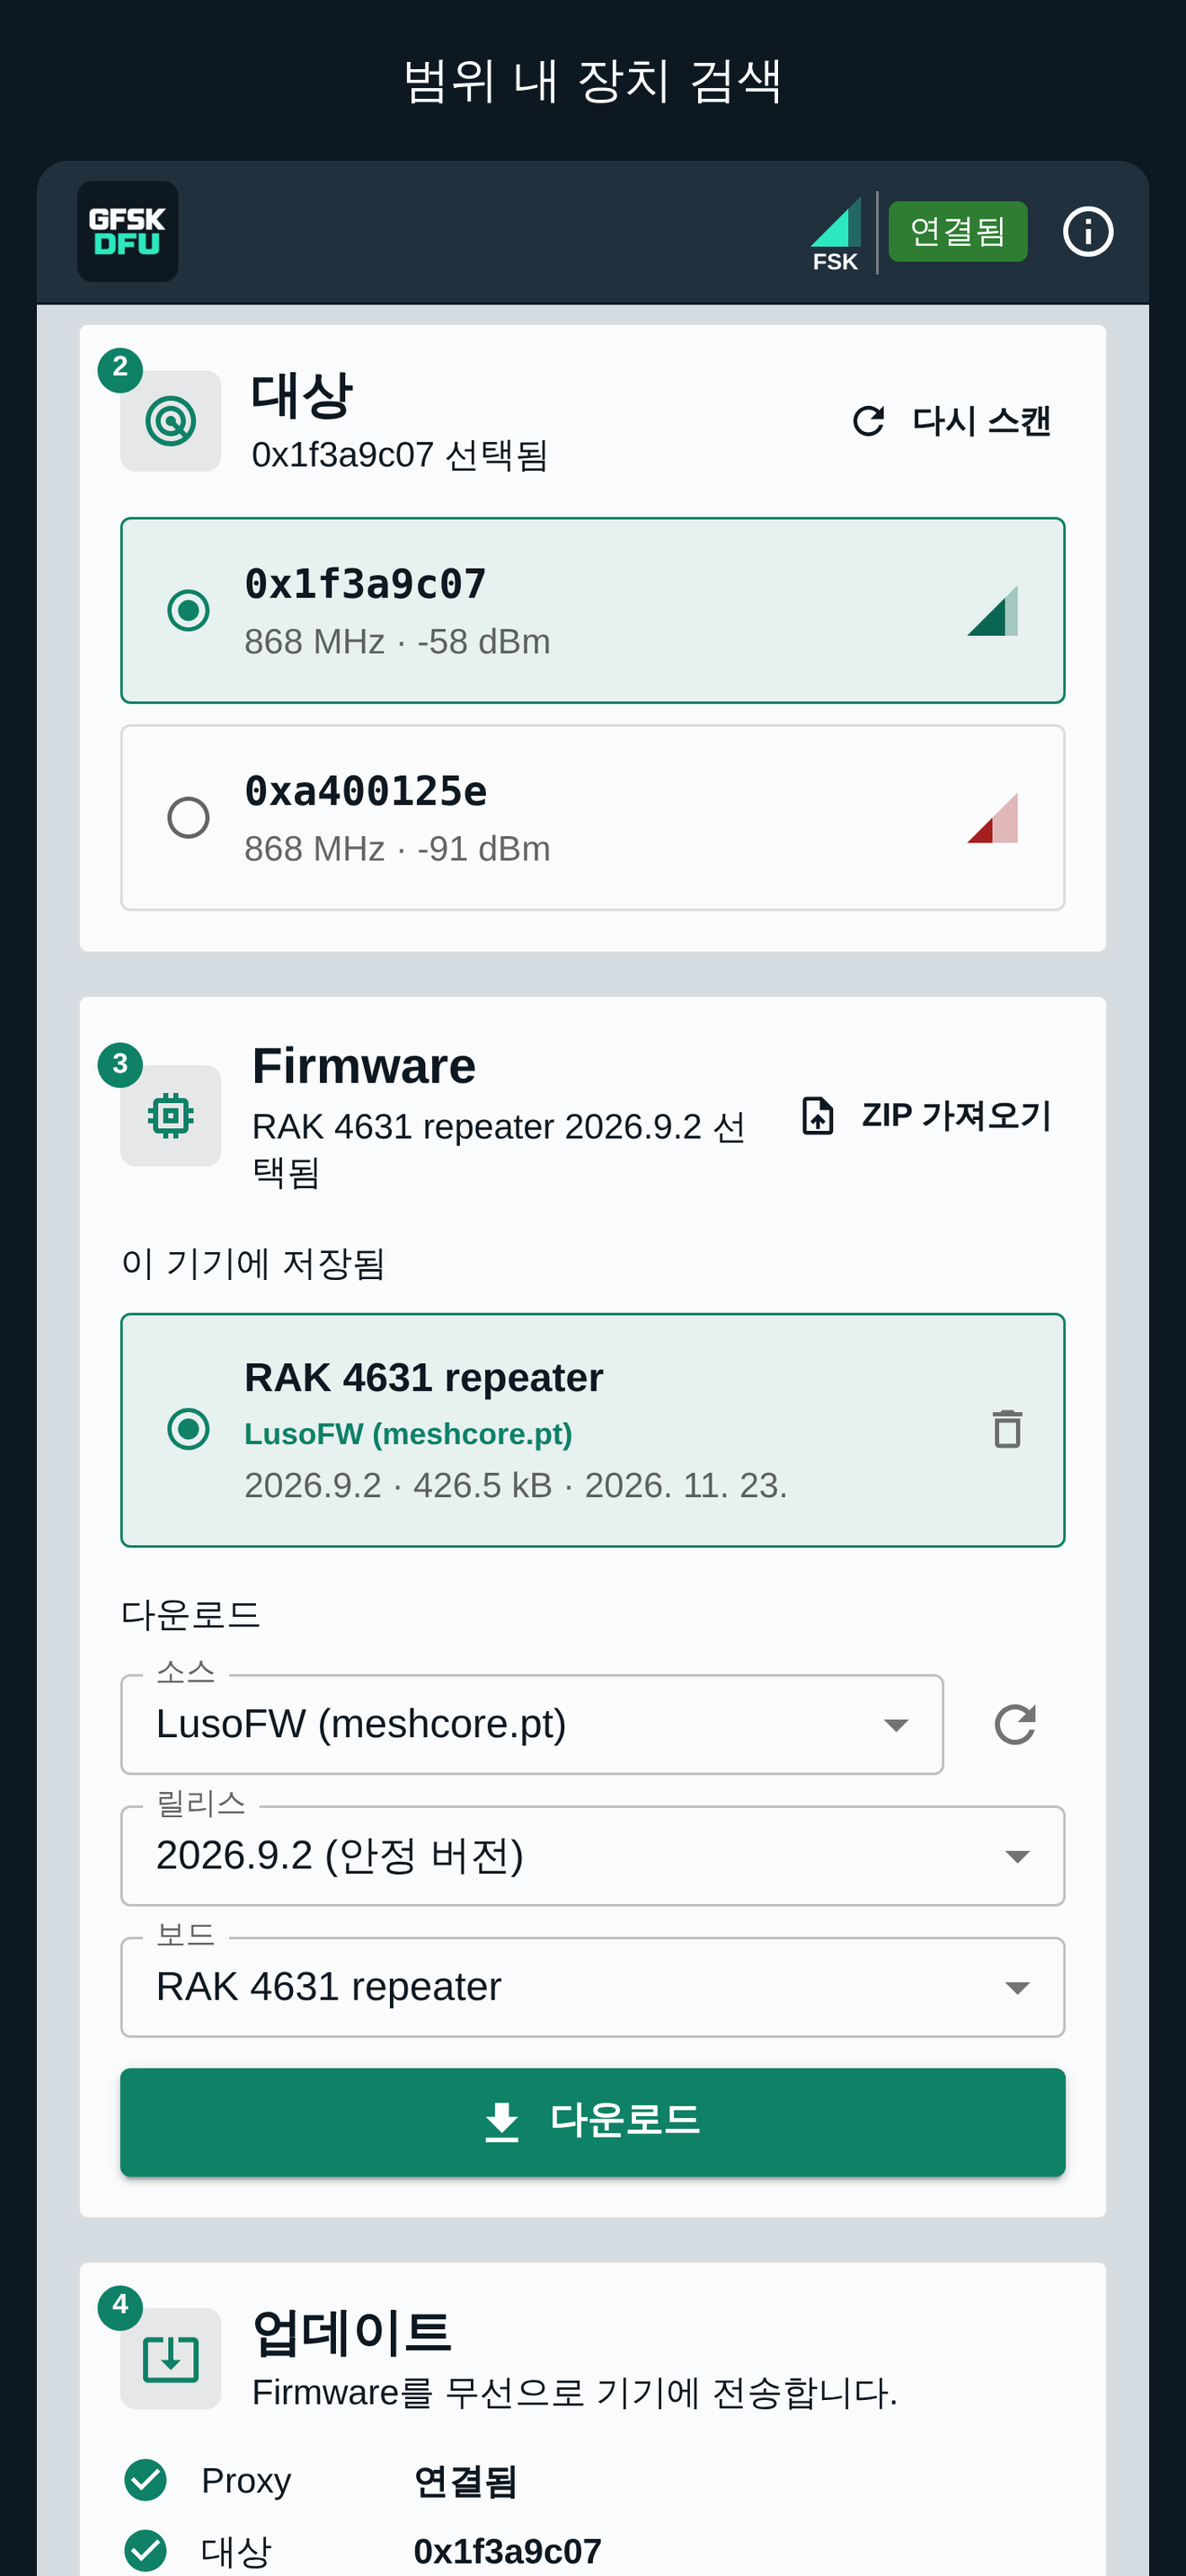 범위 내 장치 검색
GFSK
DFU
FSK
연결됨
2
대상
0x1f3a9c07 선택됨
다시 스캔
0x1f3a9c07
868 MHz · -58 dBm
0xa400125e
868 MHz · -91 dBm
3
Firmware
RAK 4631 repeater 2026.9.2 선
택됨
ZIP 가져오기
이 기기에 저장됨
RAK 4631 repeater
LusoFW (meshcore.pt)
2026.9.2 · 426.5 kB · 2026. 11. 23.
다운로드
소스
LusoFW (meshcore.pt)
릴리스
2026.9.2 (안정 버전)
보드
RAK 4631 repeater
다운로드
4
업데이트
Firmware를 무선으로 기기에 전송합니다.
Proxy 연결됨
대상 0x1f3a9c07